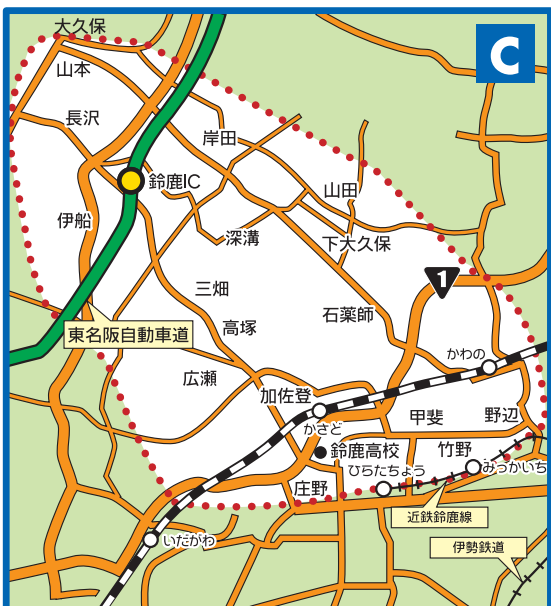 大久保
C
山本
長沢
岸田
鈴鹿IC
山田
伊船
深溝
下大久保
1
三畑
石薬師
高塚
東名阪自動車道
かわの
広瀬
加佐登
かさど
甲斐
野辺
鈴鹿高校
竹野
ひらたちょう
みっかいち
庄野
近鉄鈴鹿線
いだがわ
伊勢鉄道